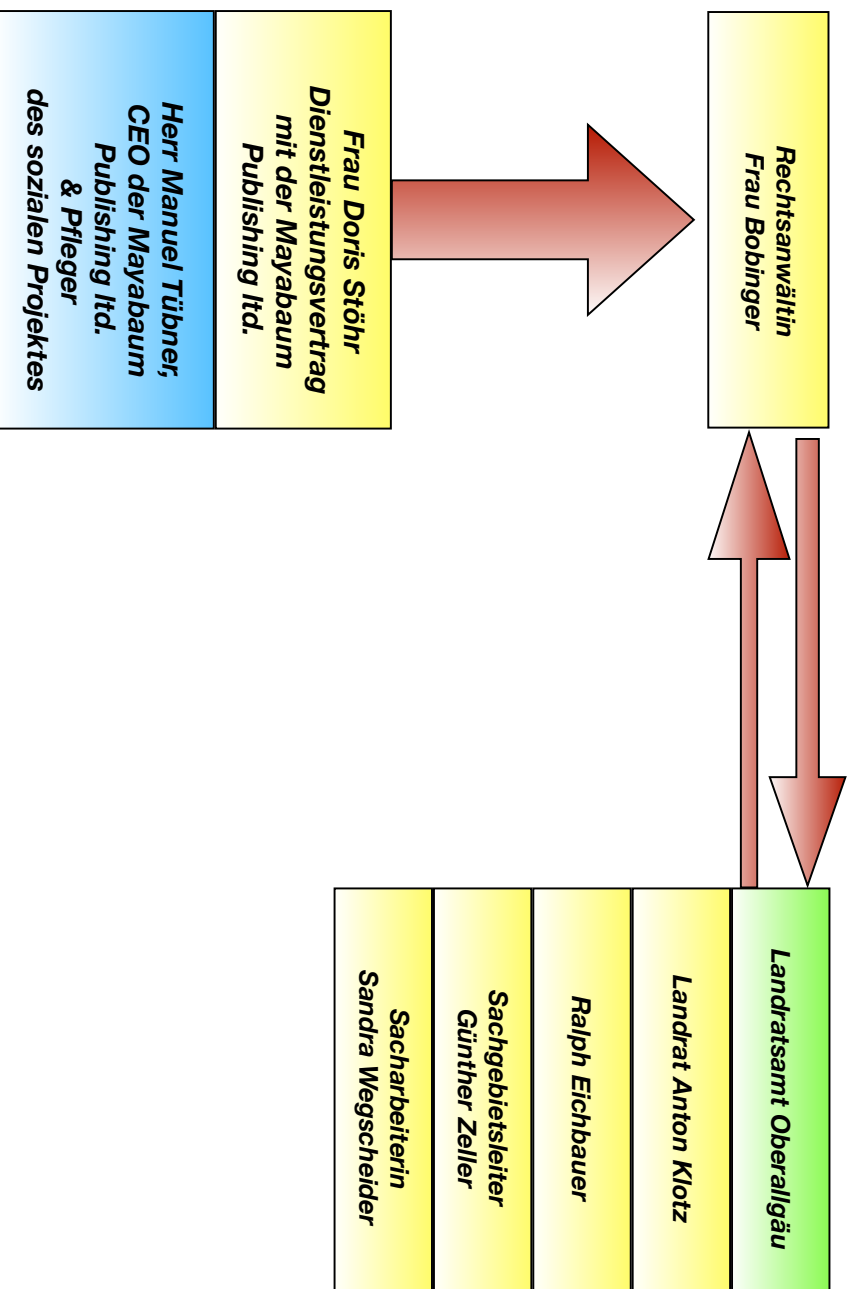 Rechtsanwältin
Frau Bobinger
Frau Doris Stöhr
Dienstleistungsvertrag
mit der Mayabaum
Publishing ltd.
Herr Manuel Tübner,
CEO der Mayabaum
Publishing ltd.
& Pfleger
des sozialen Projektes
Landratsamt Oberallgäu
Landrat Anton Klotz
Ralph Eichbauer
Sachgebietsleiter
Günther Zeller
Sacharbeiterin
Sandra Wegscheider